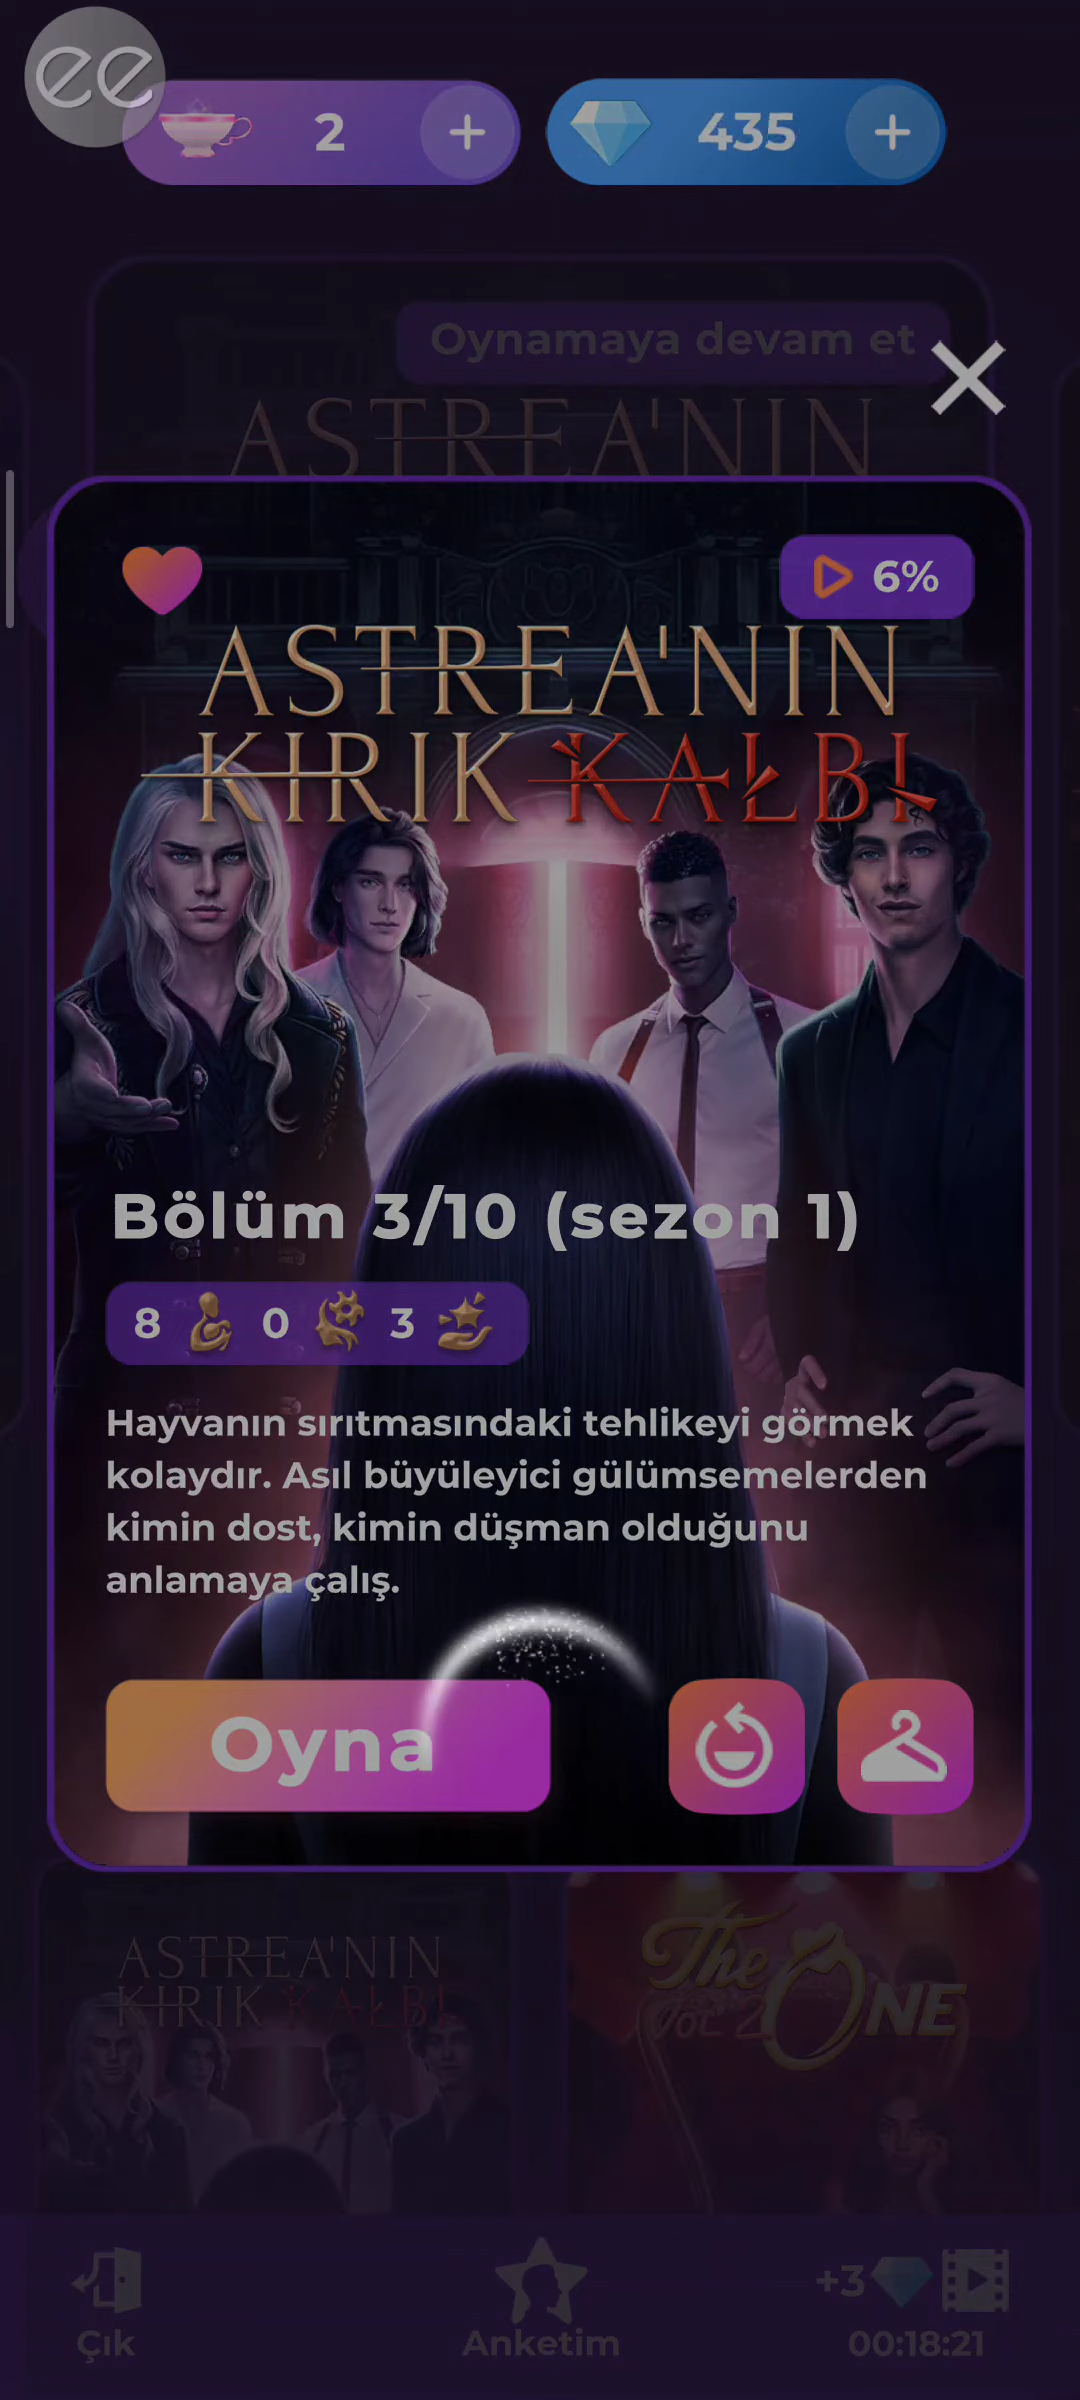 ee
2 +
435 +
Oynamaya devam et
ASTREA'NIN
ASTREA'NIN
KIRIK KALBI
6%
Bölüm 3/10 (sezon 1)
8 0 3
Hayvanın sırıtmasındaki tehlikeyi görmek
kolaydır. Asıl büyüleyici gülümsemelerden
kimin dost, kimin düşman olduğunu
anlamaya çalış.
Oyna
ASTREA'NIN
KIRIK KALBI
The ONE
Vol 2
Çık
Anketim
+3
00:18:21